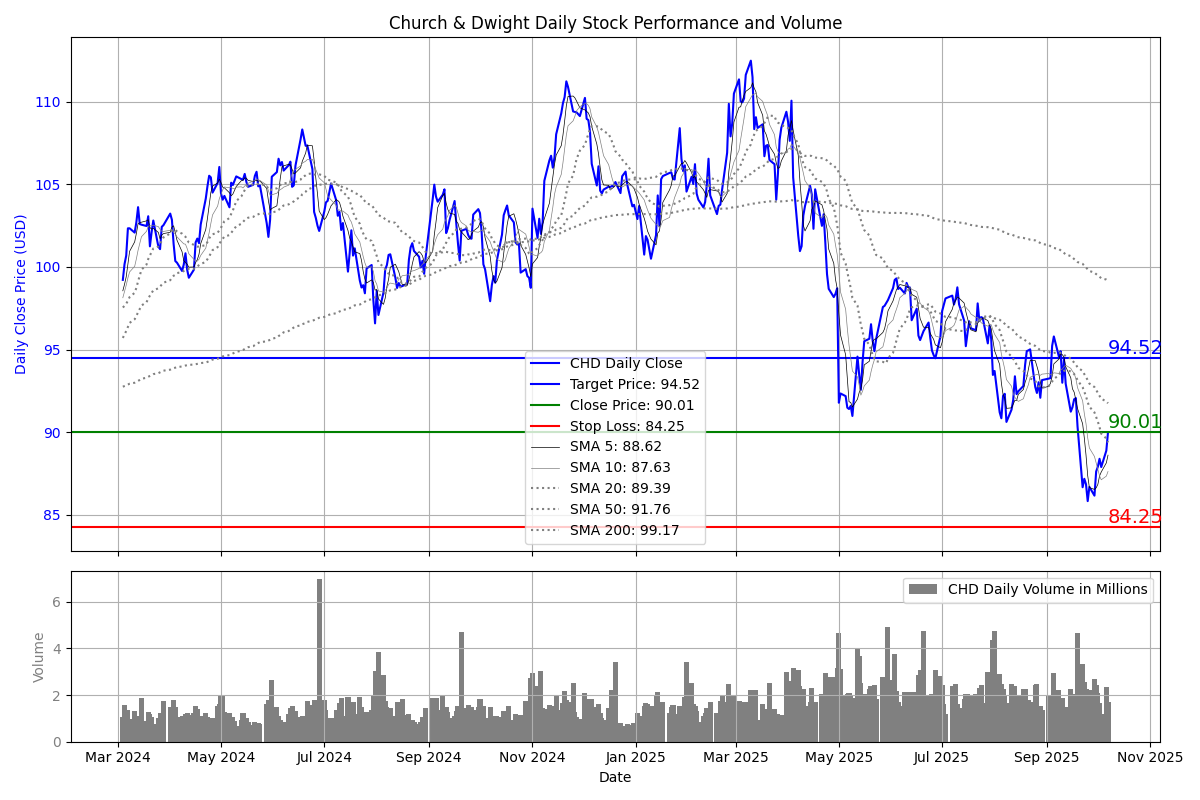 Church & Dwight Daily Stock Performance and Volume
Daily Close Price (USD)
110
105
100
95
90
85
94.52
90.01
84.25
CHD Daily Close
Target Price: 94.52
Close Price: 90.01
Stop Loss: 84.25
SMA 5: 88.62
SMA 10: 87.63
SMA 20: 89.39
SMA 50: 91.76
SMA 200: 99.17
Volume
6
4
2
0
CHD Daily Volume in Millions
Mar 2024
May 2024
Jul 2024
Sep 2024
Nov 2024
Jan 2025
Mar 2025
May 2025
Jul 2025
Sep 2025
Nov 2025
Date